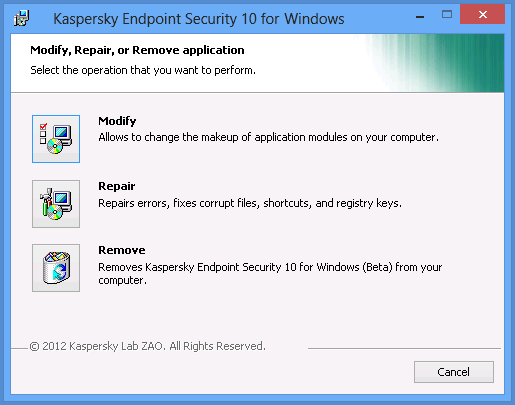 Kaspersky Endpoint Security 10 for Windows
Modify, Repair, or Remove application
Select the operation that you want to perform.
Modify
Allows to change the makeup of application modules on your computer.
Repair
Repairs errors, fixes corrupt files, shortcuts, and registry keys.
Remove
Removes Kaspersky Endpoint Security 10 for Windows (Beta) from your
computer.
© 2012 Kaspersky Lab ZAO. All Rights Reserved.
Cancel